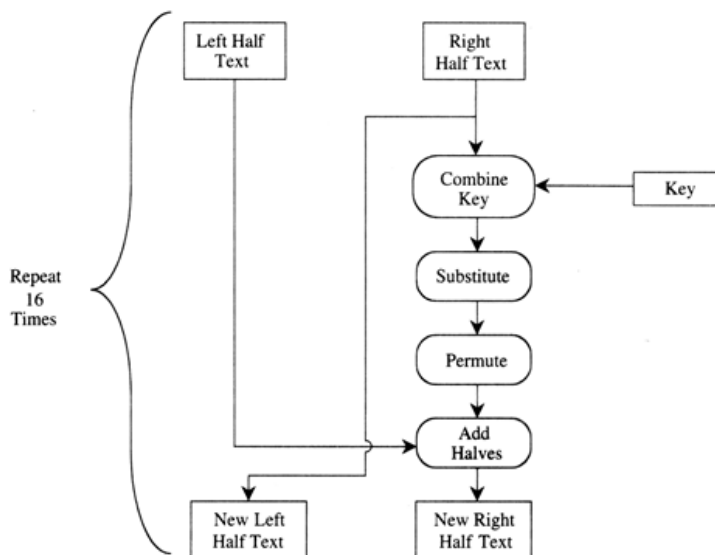 Left Half
Text
Right
Half Text
Combine
Key
Key
Substitute
Repeat
16
Times
Permute
Add
Halves
New Left
Half Text
New Right
Half Text